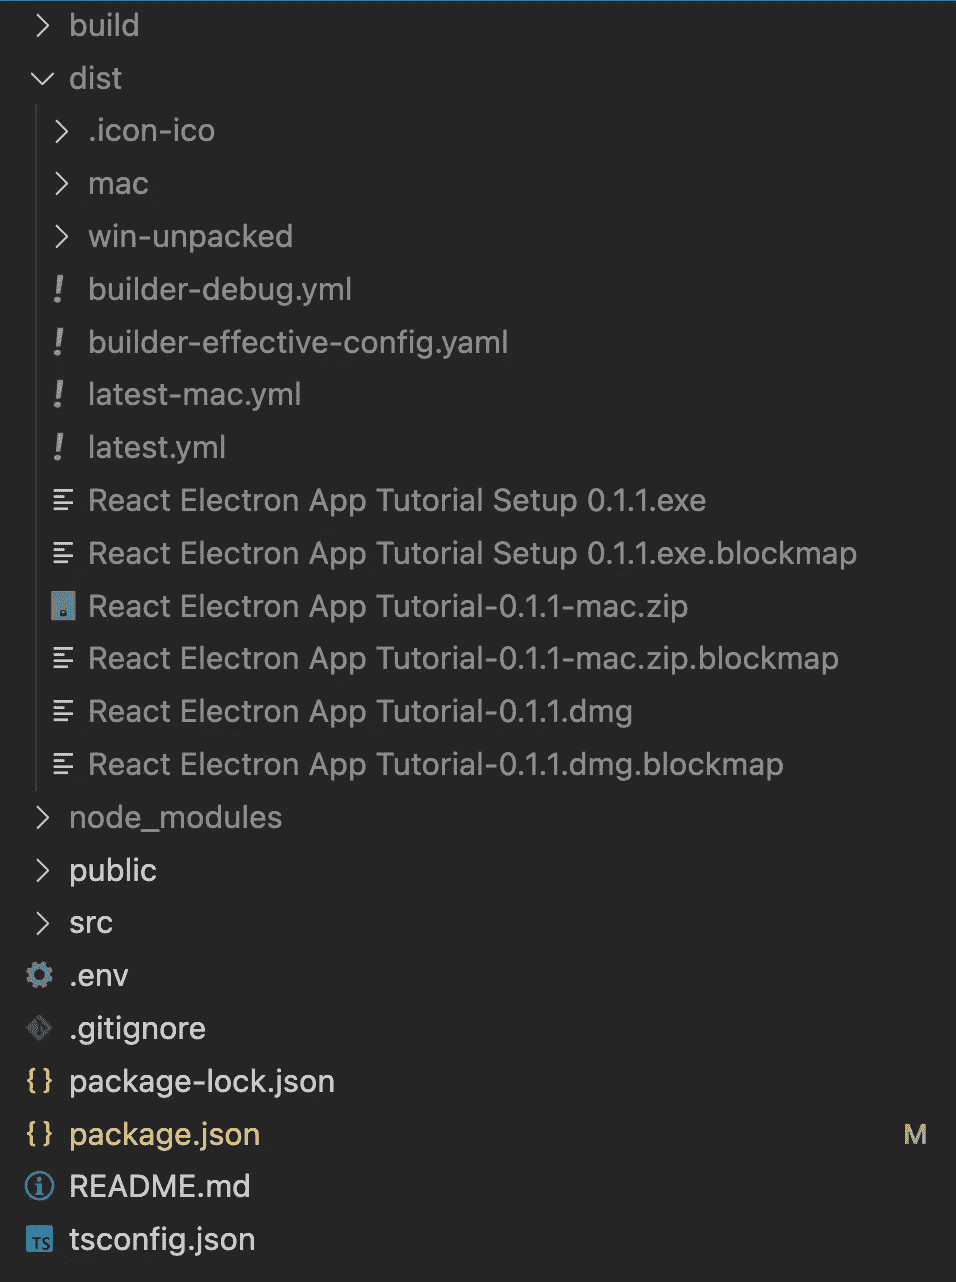 build
dist
.icon-ico
mac
win-unpacked
! builder-debug.yml
! builder-effective-config.yaml
! latest-mac.yml
! latest.yml
React Electron App Tutorial Setup 0.1.1.exe
React Electron App Tutorial Setup 0.1.1.exe.blockmap
React Electron App Tutorial-0.1.1-mac.zip
React Electron App Tutorial-0.1.1-mac.zip.blockmap
React Electron App Tutorial-0.1.1.dmg
React Electron App Tutorial-0.1.1.dmg.blockmap
node_modules
public
src
.env
.gitignore
{} package-lock.json
{} package.json M
README.md
TS tsconfig.json